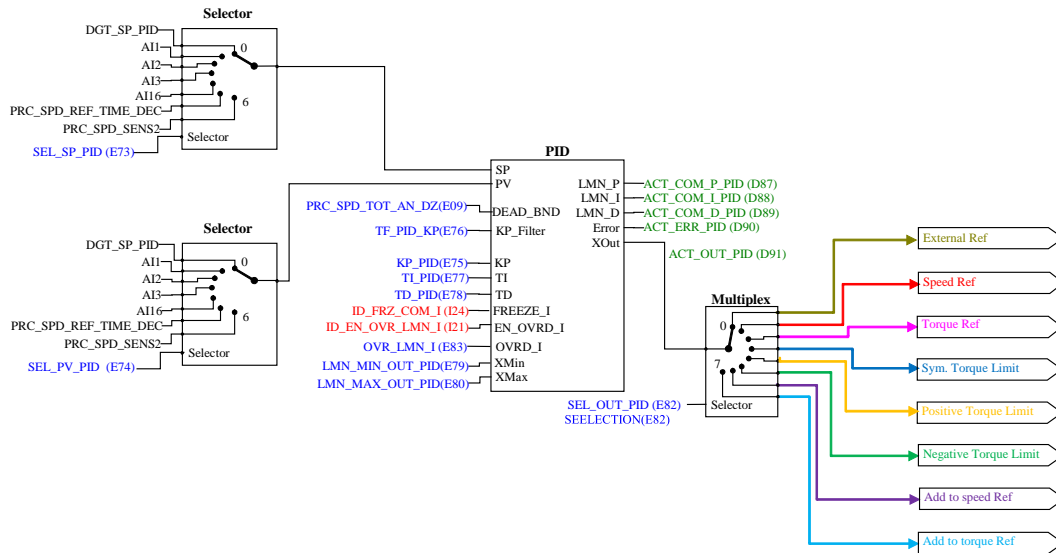 Selector
DGT_SP_PID
AI1
AI2
AI3
AI16
PRC_SPD_REF_TIME_DEC
PRC_SPD_SENS2
0
6
Selector
SEL_SP_PID (E73)
Selector
DGT_SP_PID
AI1
AI2
AI3
AI16
PRC_SPD_REF_TIME_DEC
PRC_SPD_SENS2
0
6
Selector
SEL_PV_PID (E74)
PID
SP
PV
PRC_SPD_TOT_AN_DZ(E09)
DEAD_BND
TF_PID_KP(E76)
KP_Filter
KP_PID(E75)
KP
TI_PID(E77)
TI
TD_PID(E78)
TD
ID_FRZ_COM_I (I24)
FREEZE_I
ID_EN_OVR_LMN_I (I21)
EN_OVRD_I
OVR_LMN_I (E83)
OVRD_I
LMN_MIN_OUT_PID(E79)
XMin
LMN_MAX_OUT_PID(E80)
XMax
LMN_P
ACT_COM_P_PID (D87)
LMN_I
ACT_COM_I_PID (D88)
LMN_D
ACT_COM_D_PID (D89)
Error
ACT_ERR_PID (D90)
XOut
ACT_OUT_PID (D91)
Multiplex
0
7
Selector
SEL_OUT_PID (E82)
SEELECTION(E82)
External Ref
Speed Ref
Torque Ref
Sym. Torque Limit
Positive Torque Limit
Negative Torque Limit
Add to speed Ref
Add to torque Ref